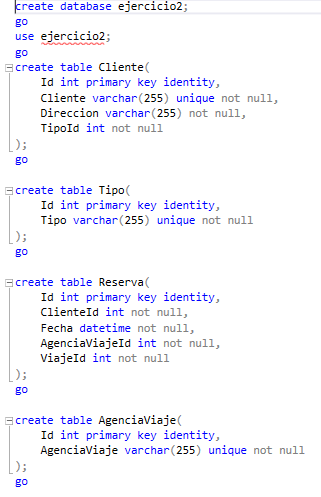 create database ejercicio2;
go
use ejercicio2;
go
create table Cliente(
    Id int primary key identity,
    Cliente varchar(255) unique not null,
    Direccion varchar(255) not null,
    TipoId int not null
);
go

create table Tipo(
    Id int primary key identity,
    Tipo varchar(255) unique not null
);
go

create table Reserva(
    Id int primary key identity,
    ClienteId int not null,
    Fecha datetime not null,
    AgenciaViajeId int not null,
    ViajeId int not null
);
go

create table AgenciaViaje(
    Id int primary key identity,
    AgenciaViaje varchar(255) unique not null
);
go